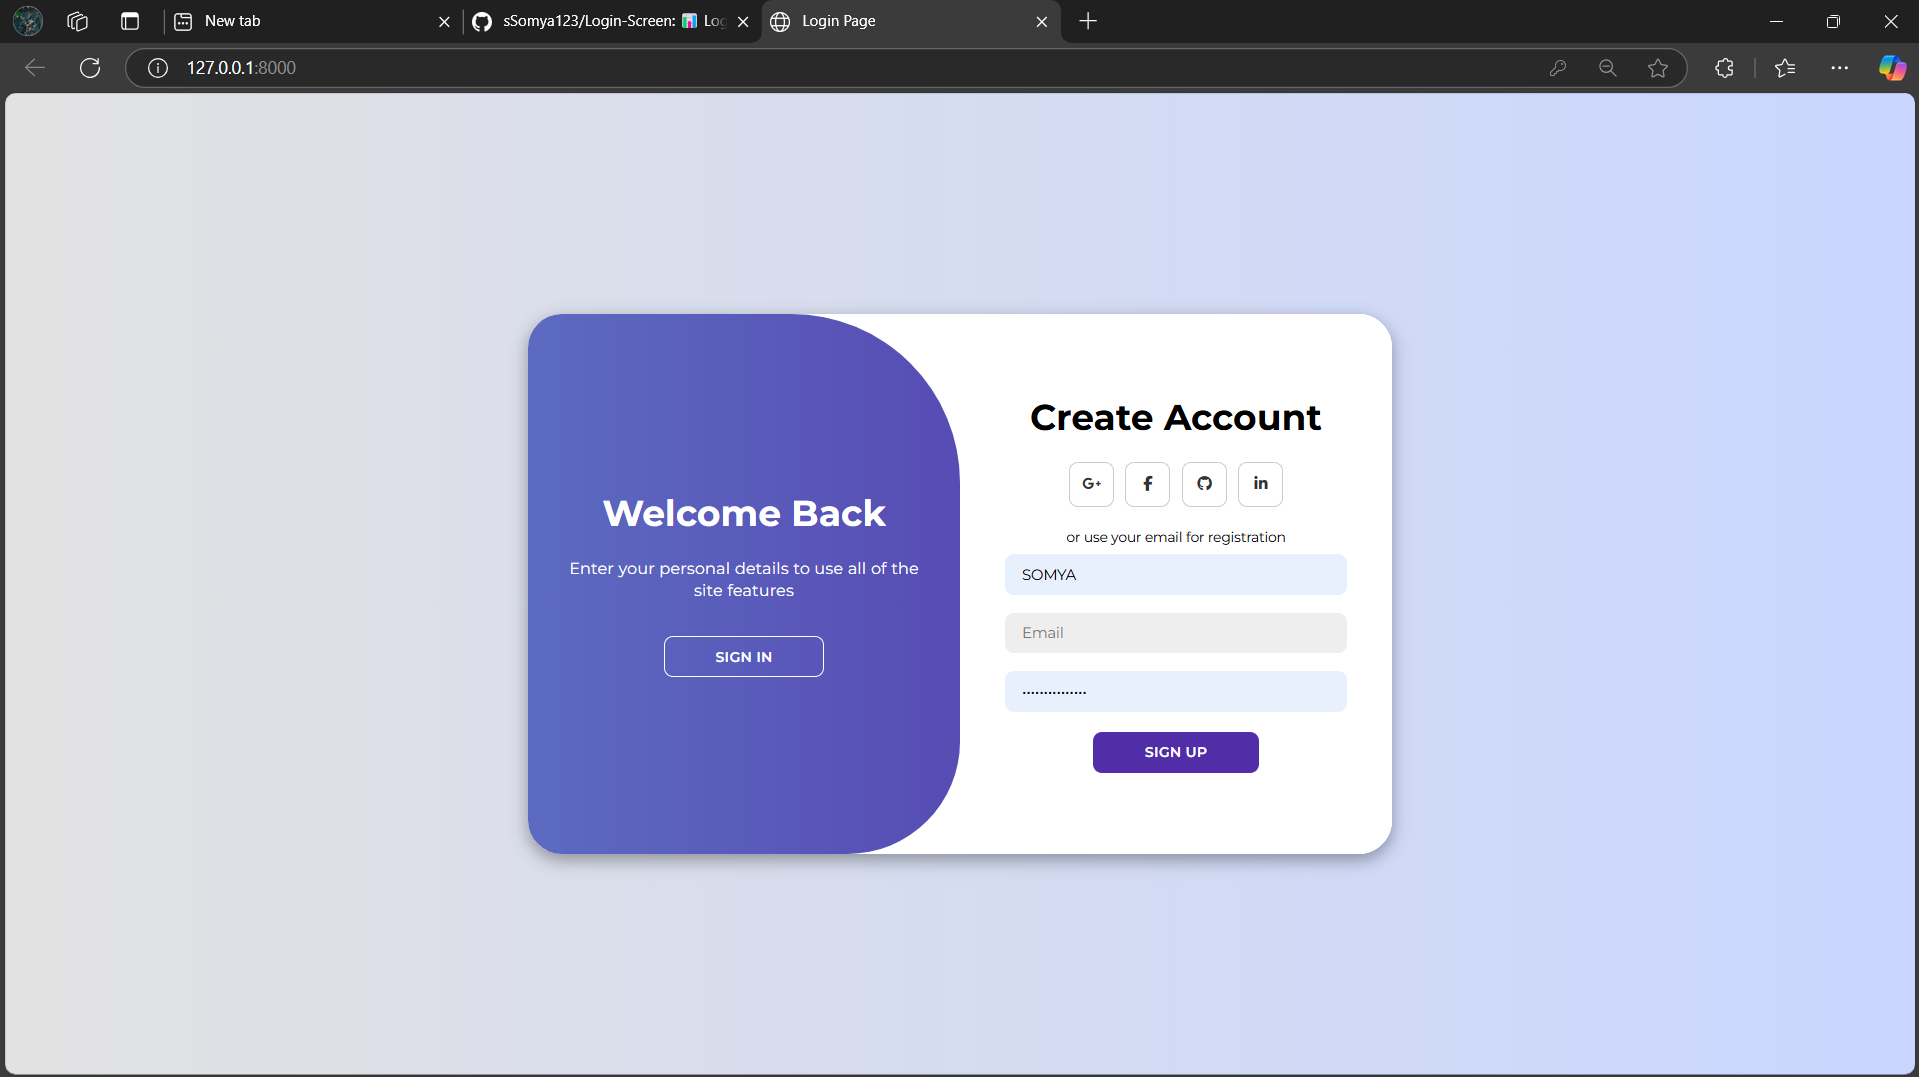 New tab
sSomya123/Login-Screen: 📊 Log
Login Page
127.0.0.1:8000
Welcome Back
Enter your personal details to use all of the
site features
SIGN IN
Create Account
G+
f
in
or use your email for registration
SOMYA
Email
SIGN UP